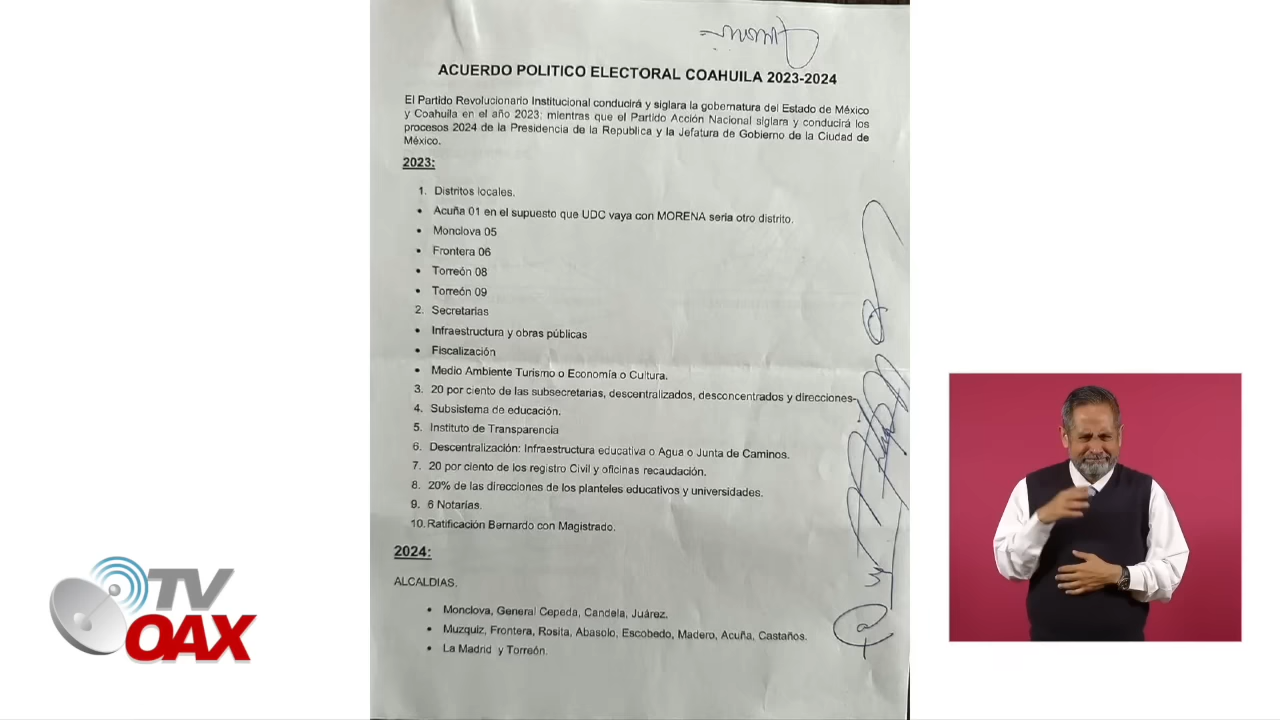 ACUERDO POLITICO ELECTORAL COAHUILA 2023-2024
El Partido Revolucionario Institucional conducirá y siglara la gobernatura del Estado de México
y Coahuila en el año 2023; mientras que el Partido Acción Nacional siglara y conducirá los
procesos 2024 de la Presidencia de la Republica y la Jefatura de Gobierno de la Ciudad de
México.
2023:
1. Distritos locales.
• Acuña 01 en el supuesto que UDC vaya con MORENA seria otro distrito.
• Monclova 05
• Frontera 06
• Torreón 08
• Torreón 09
2. Secretarias
• Infraestructura y obras públicas
• Fiscalización
• Medio Ambiente Turismo o Economía o Cultura.
3. 20 por ciento de las subsecretarias, descentralizados, desconcentrados y direcciones
4. Subsistema de educación.
5. Instituto de Transparencia
6. Descentralización: Infraestructura educativa o Agua o Junta de Caminos.
7. 20 por ciento de los registro Civil y oficinas recaudación.
8. 20% de las direcciones de los planteles educativos y universidades.
9. 6 Notarias.
10. Ratificación Bernardo con Magistrado.
2024:
ALCALDIAS.
• Monclova, General Cepeda, Candela, Juárez.
• Muzquiz, Frontera, Rosita, Abasolo, Escobedo, Madero, Acuña, Castaños.
• La Madrid y Torreón.
TV
OAX